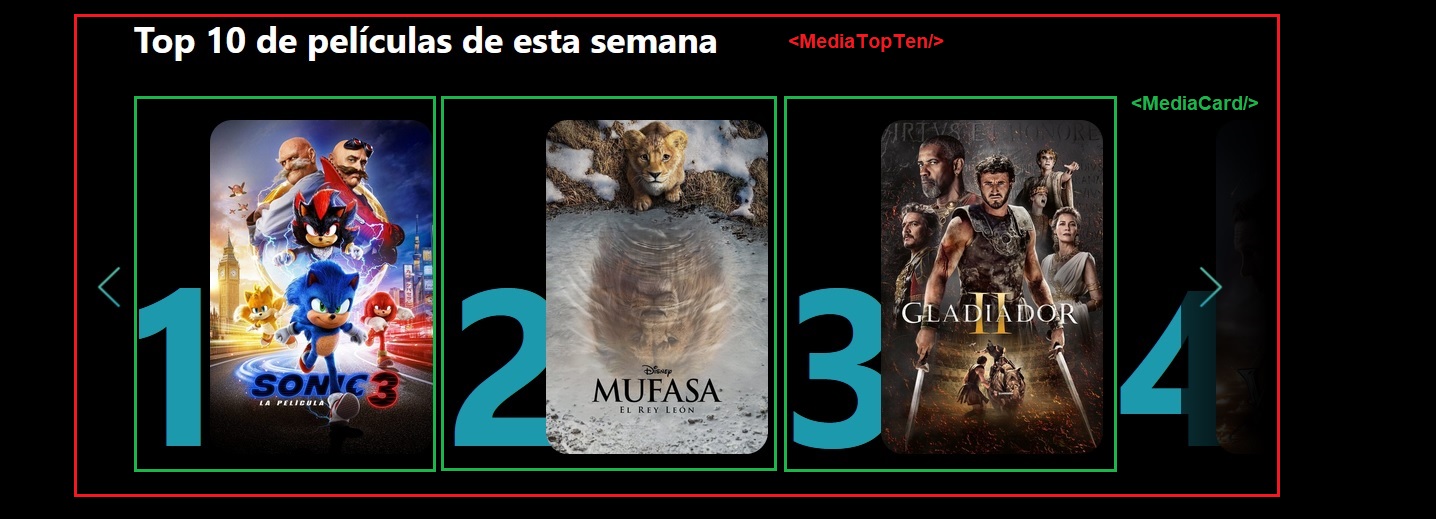 Top 10 de películas de esta semana
<MediaTopTen/>
<MediaCard/>
1
SONIC 3
LA PELÍCULA
2
Disney
MUFASA
EL REY LEÓN
3
GLADIADOR
II
4